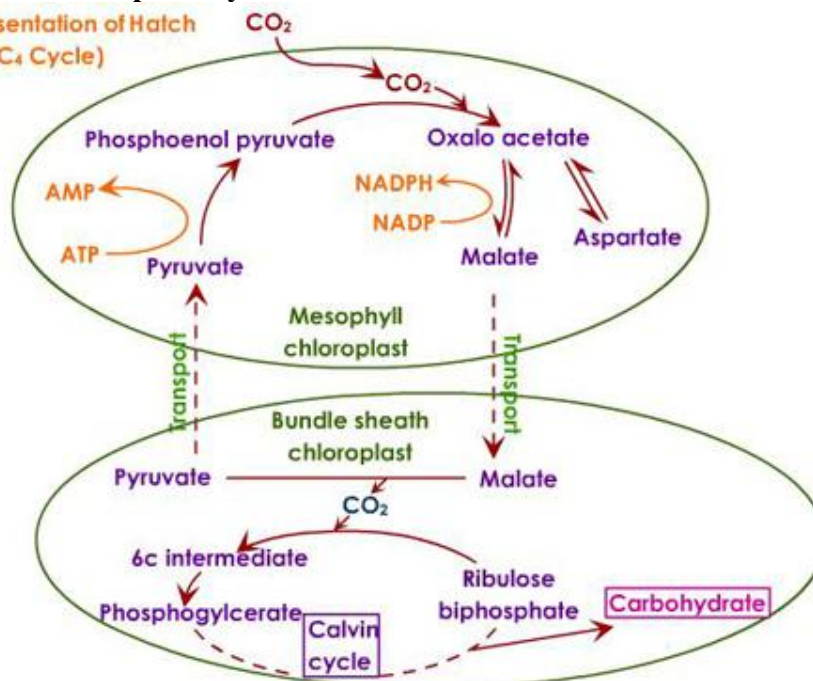 sentation of Hatch
C₄ Cycle)
CO₂
CO₂
Phosphoenol pyruvate
Oxalo acetate
AMP
NADPH
NADP
ATP
Pyruvate
Malate
Aspartate
Mesophyll
chloroplast
Transport
Transport
Bundle sheath
chloroplast
Pyruvate
Malate
CO₂
6c intermediate
Ribulose
biphosphate
Phosphogylcerate
Calvin
cycle
Carbohydrate